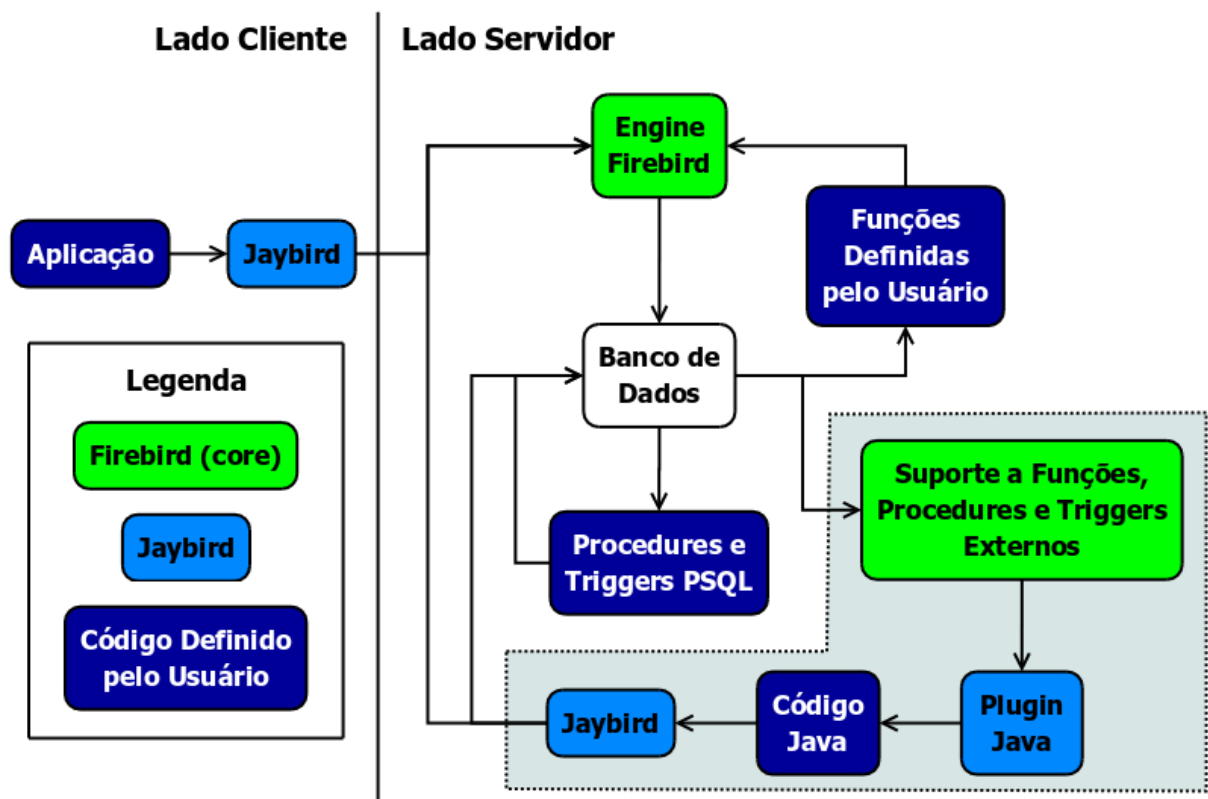 Lado Cliente
Lado Servidor
Engine
Firebird
Aplicação
Jaybird
Funções
Definidas
pelo Usuário
Banco de
Dados
Legenda
Firebird (core)
Jaybird
Código Definido
pelo Usuário
Procedures e
Triggers PSQL
Suporte a Funções,
Procedures e Triggers
Externos
Jaybird
Código
Java
Plugin
Java